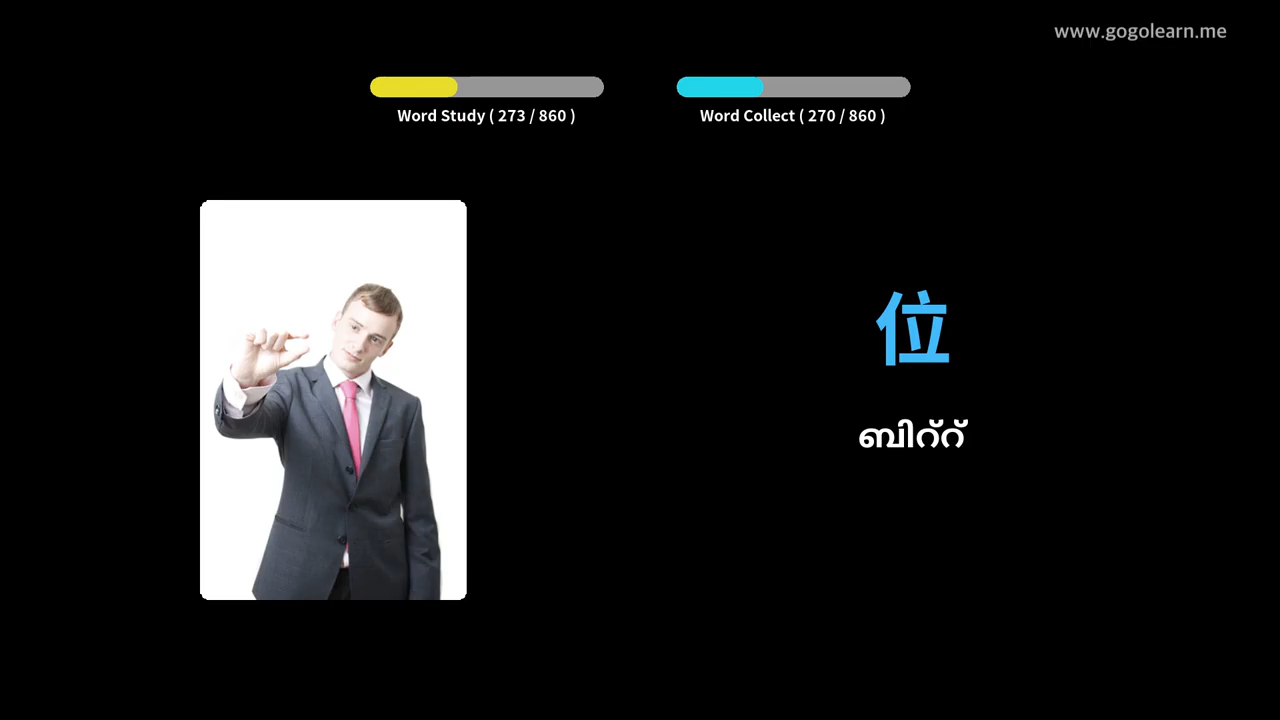 www.gogolearn.me
Word Study ( 273 / 860 )
Word Collect ( 270 / 860 )
位
ബിറ്റ്